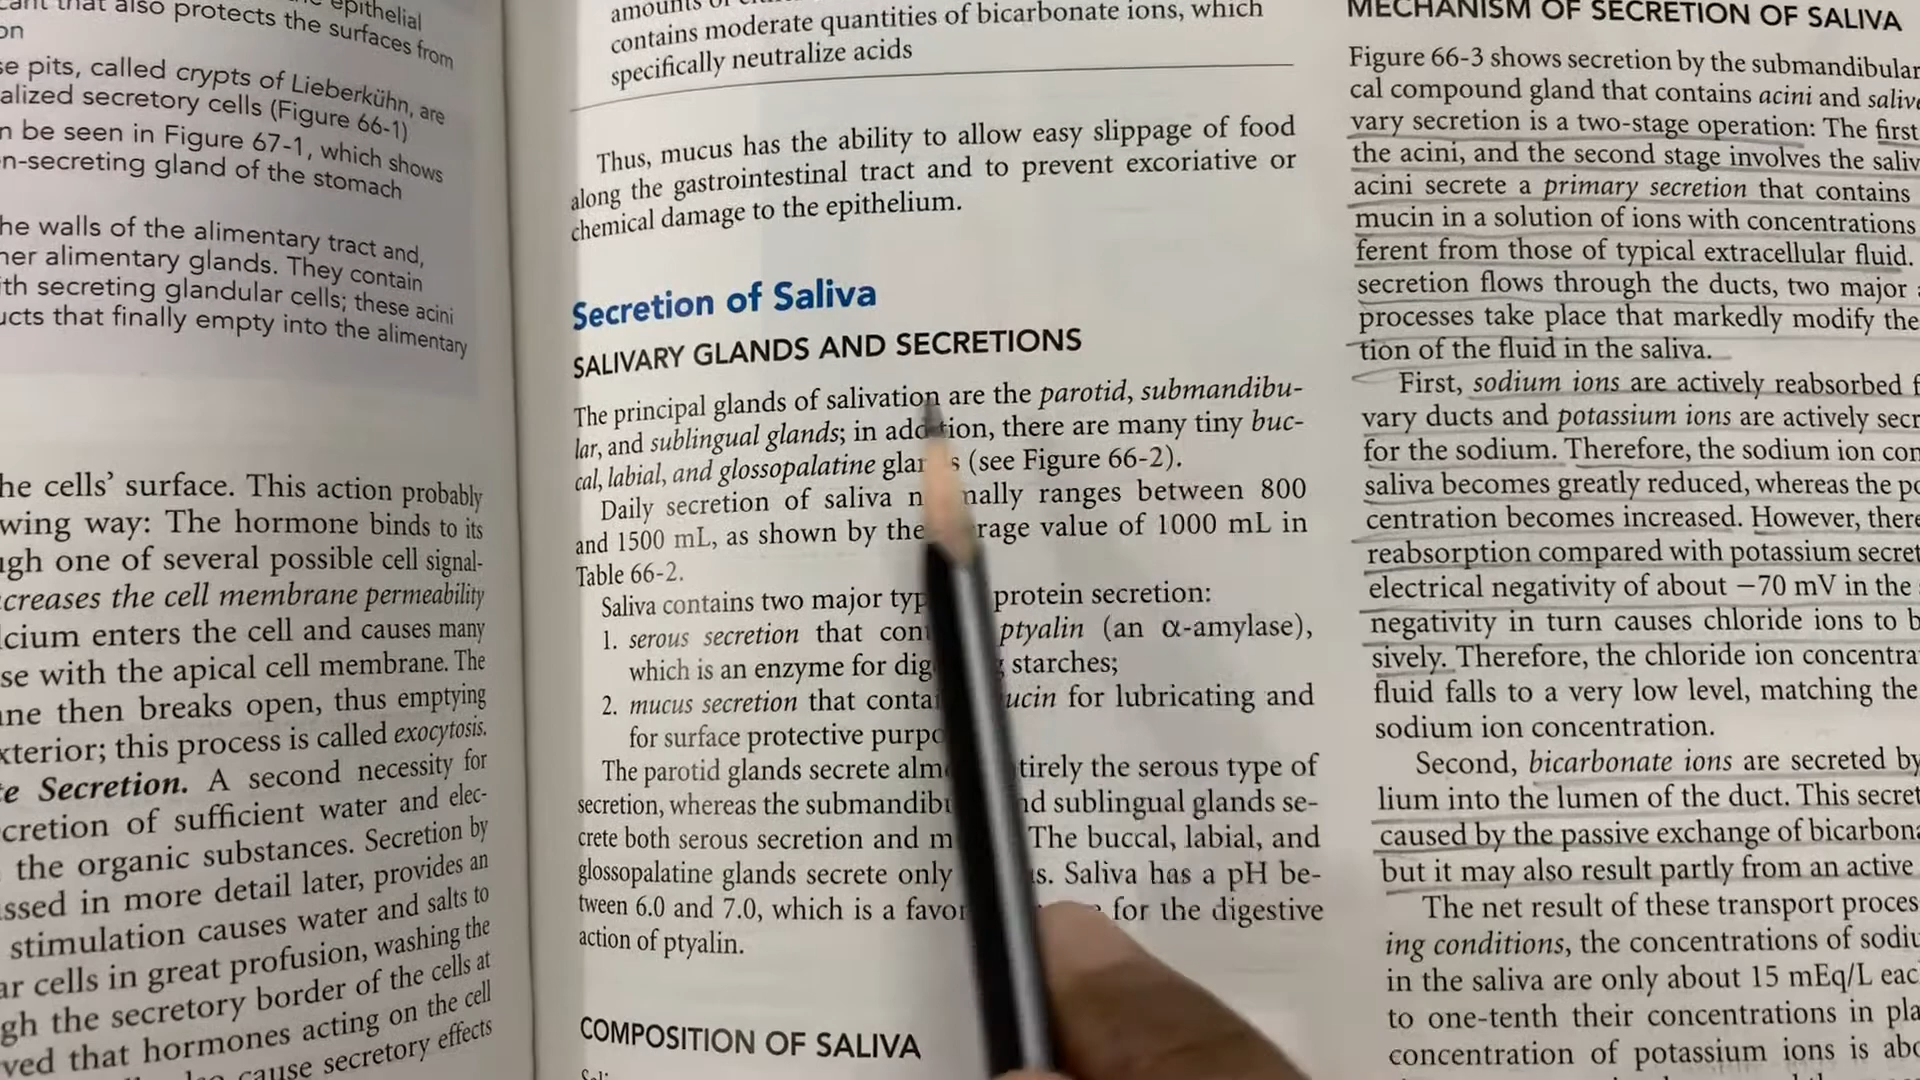 epithelial
that also protects the surfaces from
on
se pits, called crypts of Lieberkühn, are
alized secretory cells (Figure 66-1)
n be seen in Figure 67-1, which shows
n-secreting gland of the stomach
he walls of the alimentary tract and,
her alimentary glands. They contain
ith secreting glandular cells; these acini
ucts that finally empty into the alimentary
he cells' surface. This action probably
wing way: The hormone binds to its
ugh one of several possible cell signal-
creases the cell membrane permeability
lcium enters the cell and causes many
se with the apical cell membrane. The
ane then breaks open, thus emptying
xterior; this process is called exocytosis.
e Secretion. A second necessity for
cretion of sufficient water and elec-
the organic substances. Secretion by
ssed in more detail later, provides an
stimulation causes water and salts to
ar cells in great profusion, washing the
gh the secretory border of the cells at
ved that hormones acting on the cell
cause secretory effects
amounts of
contains moderate quantities of bicarbonate ions, which
specifically neutralize acids
Thus, mucus has the ability to allow easy slippage of food
along the gastrointestinal tract and to prevent excoriative or
chemical damage to the epithelium.
Secretion of Saliva
SALIVARY GLANDS AND SECRETIONS
The principal glands of salivation are the parotid, submandibu-
lar, and sublingual glands; in addition, there are many tiny buc-
cal, labial, and glossopalatine glan s (see Figure 66-2).
Daily secretion of saliva n mally ranges between 800
and 1500 mL, as shown by the rage value of 1000 mL in
Table 66-2.
Saliva contains two major typ protein secretion:
1. serous secretion that con ptyalin (an α-amylase),
which is an enzyme for dig g starches;
2. mucus secretion that conta ucin for lubricating and
for surface protective purpo
The parotid glands secrete alm tirely the serous type of
secretion, whereas the submandibu nd sublingual glands se-
crete both serous secretion and m The buccal, labial, and
glossopalatine glands secrete only s. Saliva has a pH be-
tween 6.0 and 7.0, which is a favor for the digestive
action of ptyalin.
COMPOSITION OF SALIVA
MECHANISM OF SECRETION OF SALIVA
Figure 66-3 shows secretion by the submandibular
cal compound gland that contains acini and saliv
vary secretion is a two-stage operation: The first
the acini, and the second stage involves the saliv
acini secrete a primary secretion that contains
mucin in a solution of ions with concentrations
ferent from those of typical extracellular fluid.
secretion flows through the ducts, two major
processes take place that markedly modify the
tion of the fluid in the saliva.
First, sodium ions are actively reabsorbed f
vary ducts and potassium ions are actively secr
for the sodium. Therefore, the sodium ion con
saliva becomes greatly reduced, whereas the po
centration becomes increased. However, there
reabsorption compared with potassium secret
electrical negativity of about −70 mV in the
negativity in turn causes chloride ions to b
sively. Therefore, the chloride ion concentra
fluid falls to a very low level, matching the
sodium ion concentration.
Second, bicarbonate ions are secreted by
lium into the lumen of the duct. This secret
caused by the passive exchange of bicarbona
but it may also result partly from an active
The net result of these transport proces
ing conditions, the concentrations of sodiu
in the saliva are only about 15 mEq/L eac
to one-tenth their concentrations in pla
concentration of potassium ions is abo